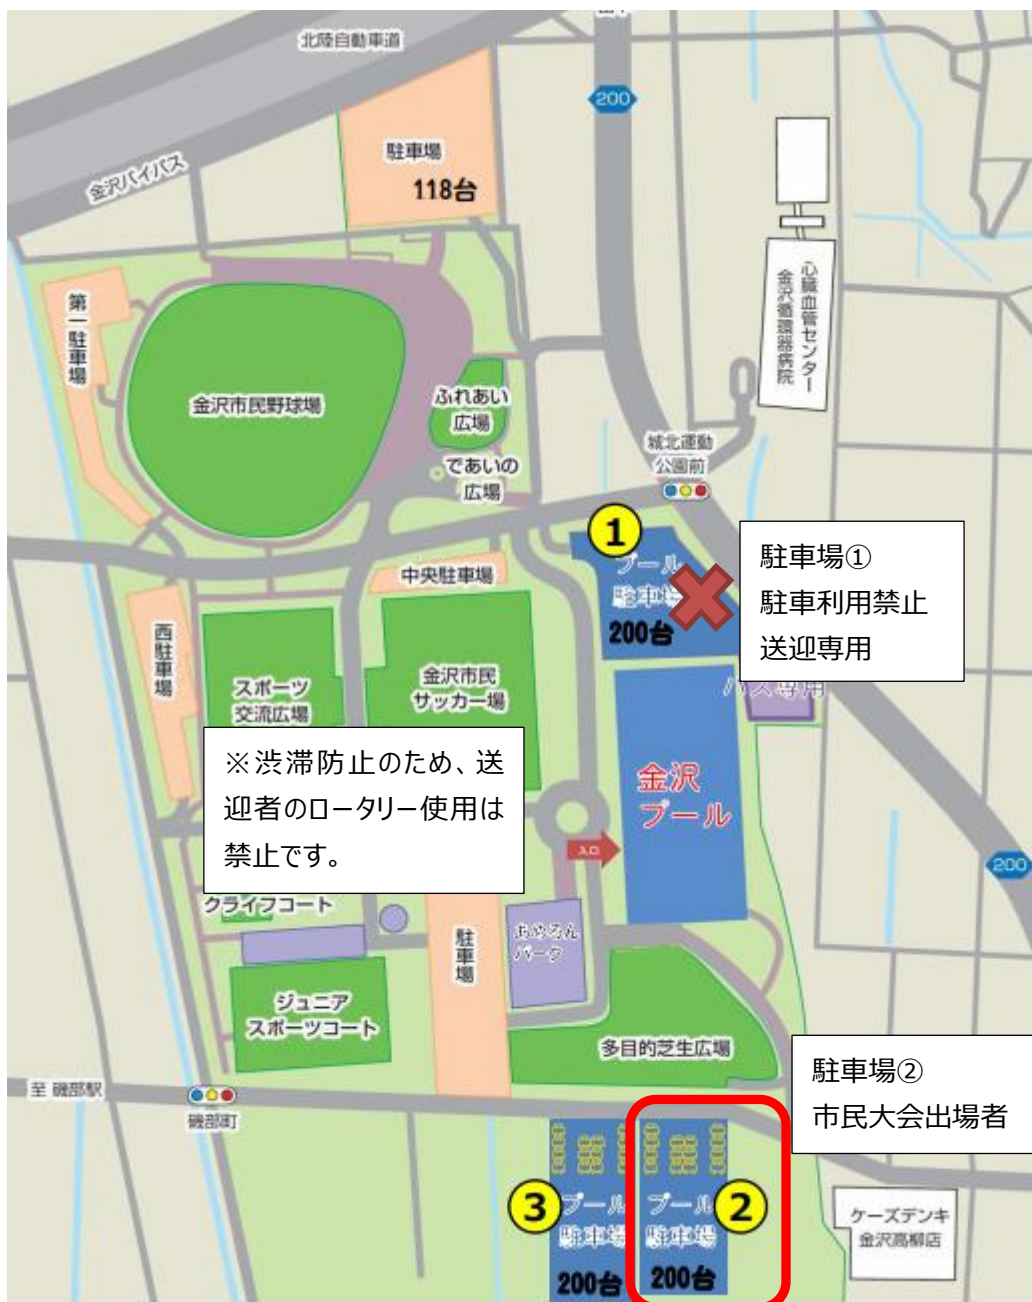 北陸自動車道
200
金沢バイパス
駐車場
118台
心臓血管センター
金沢循環器病院
第一駐車場
金沢市民野球場
ふれあい
広場
であいの
広場
城北運動
公園前
1
プール
駐車場
200台
駐車場①
駐車利用禁止
送迎専用
中央駐車場
西駐車場
スポーツ
交流広場
金沢市民
サッカー場
バス専用
※渋滞防止のため、送
迎者のロータリー使用は
禁止です。
金沢
プール
入口
200
クライフコート
駐車場
あめるんパーク
ジュニア
スポーツコート
多目的芝生広場
駐車場②
市民大会出場者
至 磯部駅
磯部町
3
プール
駐車場
200台
2
プール
駐車場
200台
ケーズデンキ
金沢高柳店